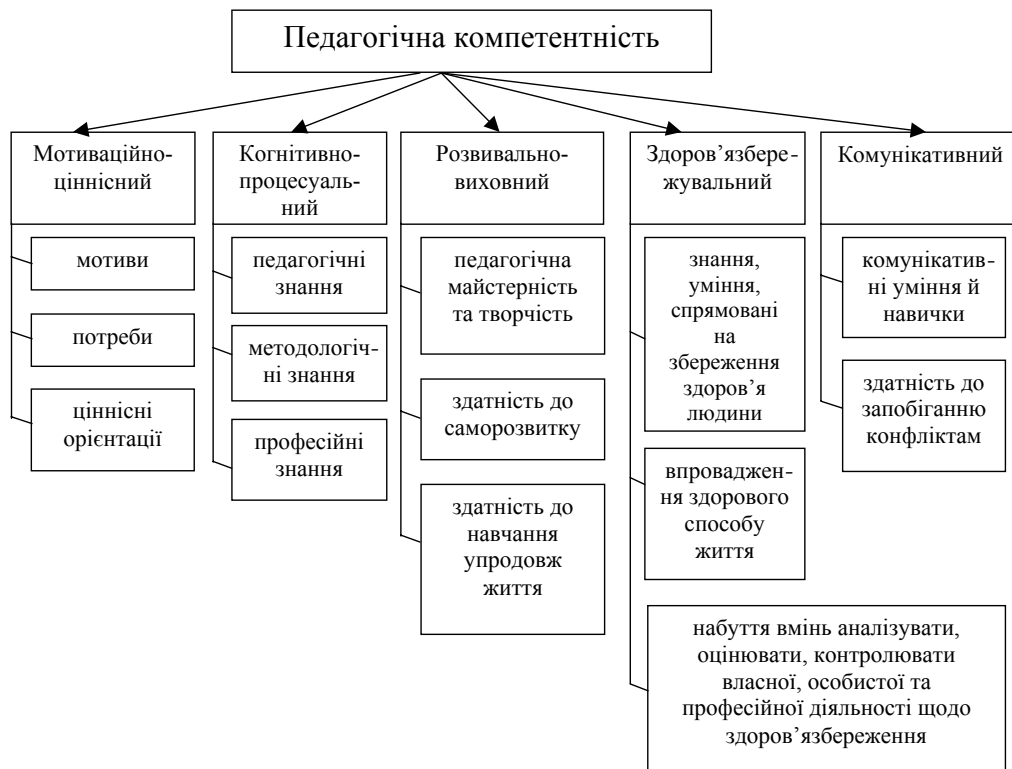 Педагогічна компетентність
Мотиваційно-
ціннісний
Когнітивно-
процесуаль-
ний
Розвивально-
виховний
Здоров’язбере-
жувальний
Комунікативний
мотиви
потреби
ціннісні
орієнтації
педагогічні
знання
методологіч-
ні знання
професійні
знання
педагогічна
майстерність
та творчість
здатність до
саморозвитку
здатність до
навчання
упродовж
життя
знання,
уміння,
спрямовані
на
збереження
здоров’я
людини
впроваджен-
ня здорового
способу
життя
набуття вмінь аналізувати,
оцінювати, контролювати
власної, особистої та
професійної діяльності щодо
здоров’язбереження
комунікатив-
ні уміння й
навички
здатність до
запобіганню
конфліктам